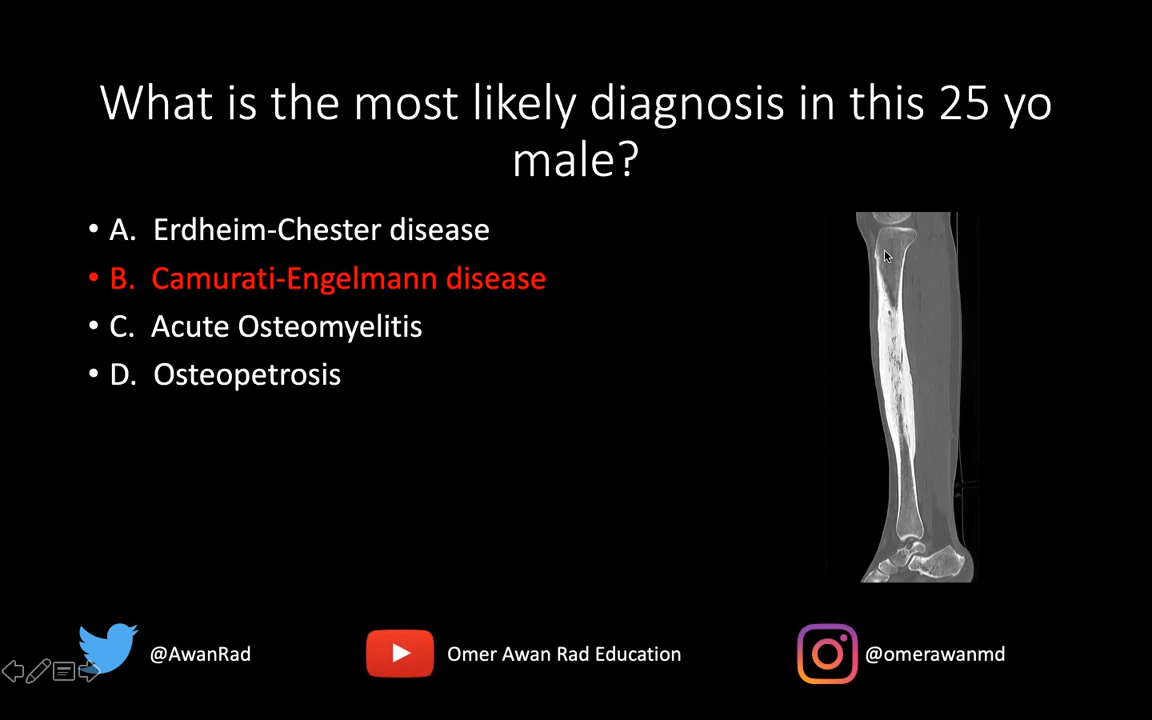 What is the most likely diagnosis in this 25 yo
male?
• A. Erdheim-Chester disease
• B. Camurati-Engelmann disease
• C. Acute Osteomyelitis
• D. Osteopetrosis
@AwanRad
Omer Awan Rad Education
@omerawanmd